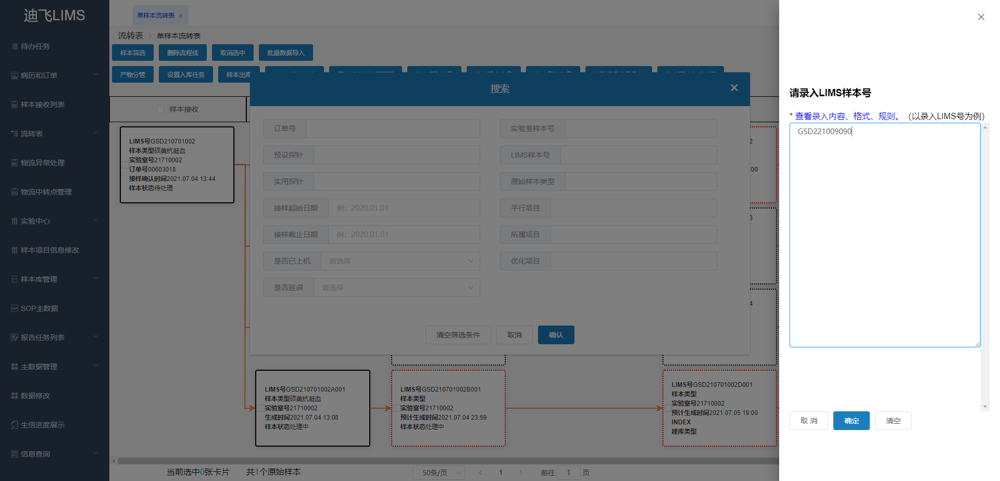 迪飞LIMS
待办任务
病历和订单
样本接收列表
流转表
物流异常处理
物流中转点管理
实验中心
样本项目信息修改
样本库管理
SOP主数据
报告任务列表
主数据管理
数据修改
生信进度展示
信息查询
单样本流转表 ×
流转表 > 单样本流转表
样本筛选 删除流程线 取消选中 批量数据导入
产物分管 设置入库任务 样本出库
样本接收
LIMS号GSD210701002
样本类型硕美抗凝血
实验室号21710002
订单号00603018
接样确认时间2021.07.04 13:44
样本状态待处理
搜索
订单号 实验室样本号
预设探针 LIMS样本号
实用探针 原始样本类型
接样起始日期 例：2020.01.01 平行项目
接样截止日期 例：2020.01.01 所属项目
是否已上机 请选择 优化项目
是否延误 请选择
清空筛选条件 取消 确认
2
:00
3
4
LIMS号GSD210701002A001
样本类型硕美抗凝血
实验室号21710002
生成时间2021.07.04 13:08
样本状态处理中
LIMS号GSD210701002B001
样本类型
实验室号21710002
预计生成时间2021.07.04 23:59
样本状态处理中
LIMS号GSD210701002D001
样本类型
实验室号21710002
预计生成时间2021.07.05 19:00
INDEX
建库类型
当前选中0张卡片 共1个原始样本 50条/页 1 前往 1 页
请录入LIMS样本号
* 查看录入内容、格式、规则。（以录入LIMS号为例）
GSD221009090
取 消 确定 清空